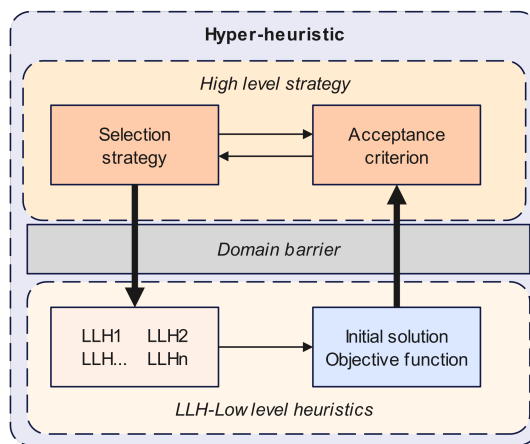 Hyper-heuristic
High level strategy
Selection
strategy
Acceptance
criterion
Domain barrier
LLH1 LLH2
LLH... LLHn
Initial solution
Objective function
LLH-Low level heuristics